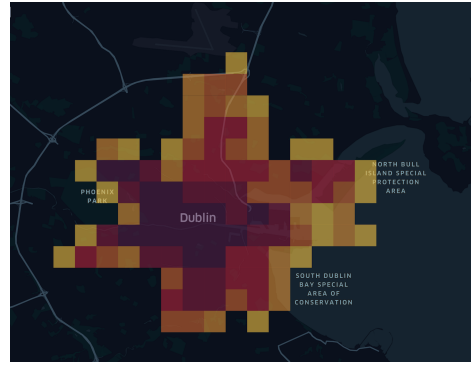 NORTH BULL
ISLAND SPECIAL
PROTECTION
AREA
PHOENIX
PARK
Dublin
SOUTH DUBLIN
BAY SPECIAL
AREA OF
CONSERVATION